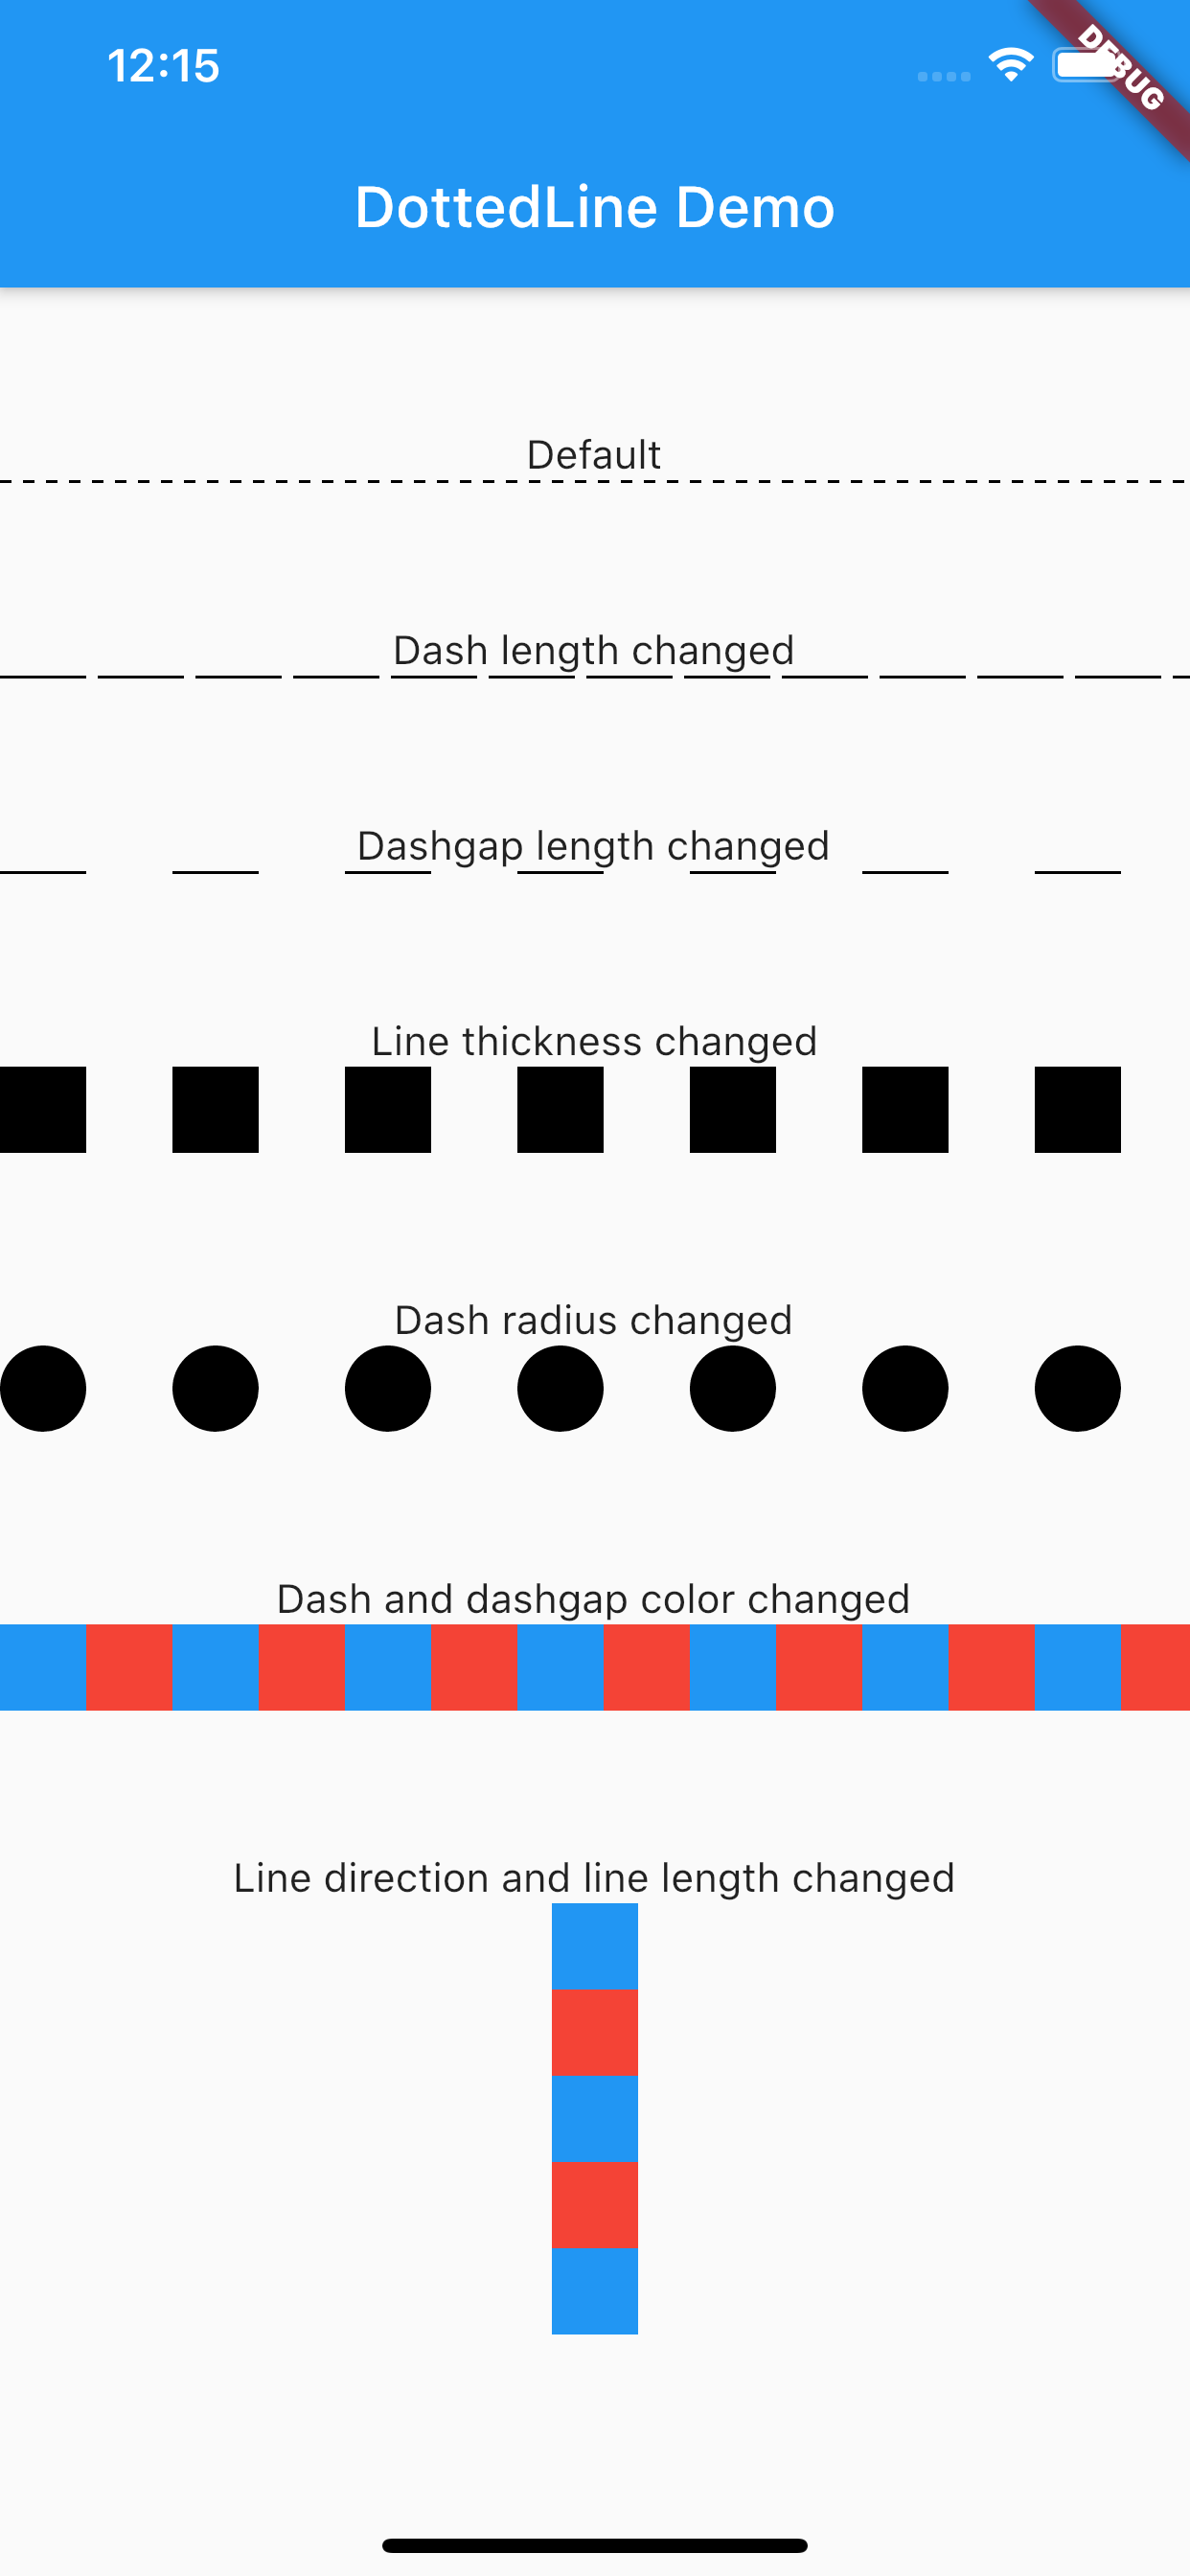 12:15
DEBUG
DottedLine Demo
Default
Dash length changed
Dashgap length changed
Line thickness changed
Dash radius changed
Dash and dashgap color changed
Line direction and line length changed